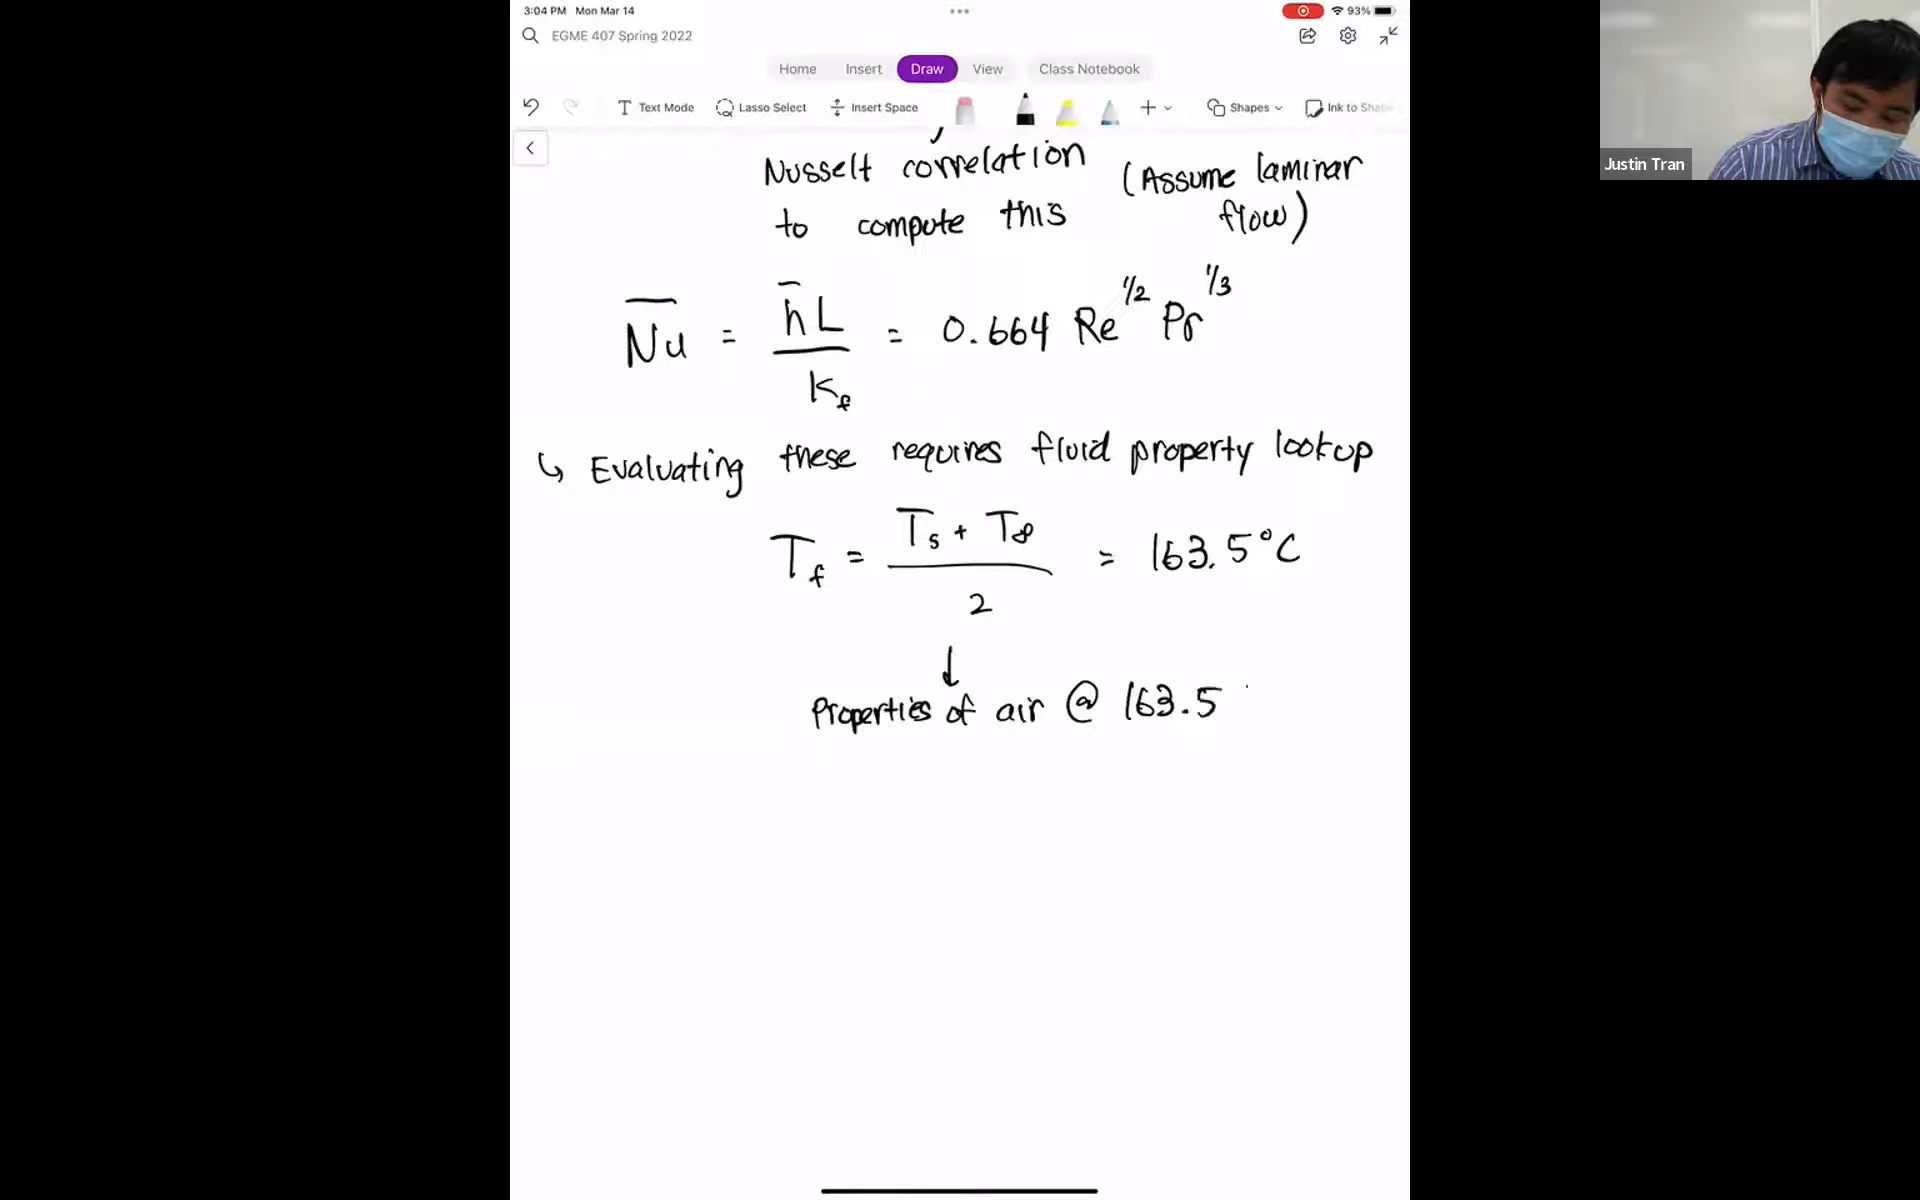 3:04 PM Mon Mar 14
93%
EGME 407 Spring 2022
Home Insert Draw View Class Notebook
Text Mode Lasso Select Insert Space Shapes Ink to Shape
Justin Tran
Nusselt correlation (Assume laminar
to compute this flow)
N̅u̅ = h̅L / k_f = 0.664 Re^1/2 Pr^1/3
↳ Evaluating these requires fluid property lookup
T_f = T_s + T_∞ / 2 = 163.5°C
↓
Properties of air @ 163.5